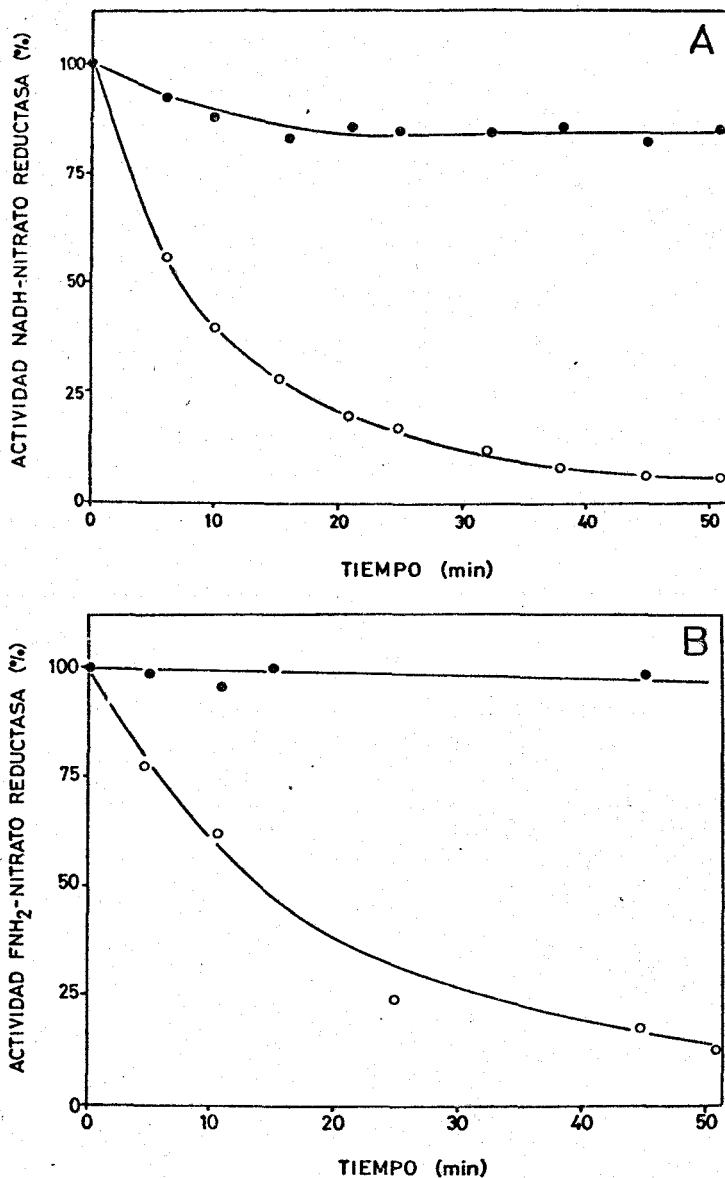 A
ACTIVIDAD NADH-NITRATO REDUCTASA (%)
100
75
50
25
0
0 10 20 30 40 50
TIEMPO (min)
B
ACTIVIDAD FNH₂-NITRATO REDUCTASA (%)
100
75
50
25
0
0 10 20 30 40 50
TIEMPO (min)